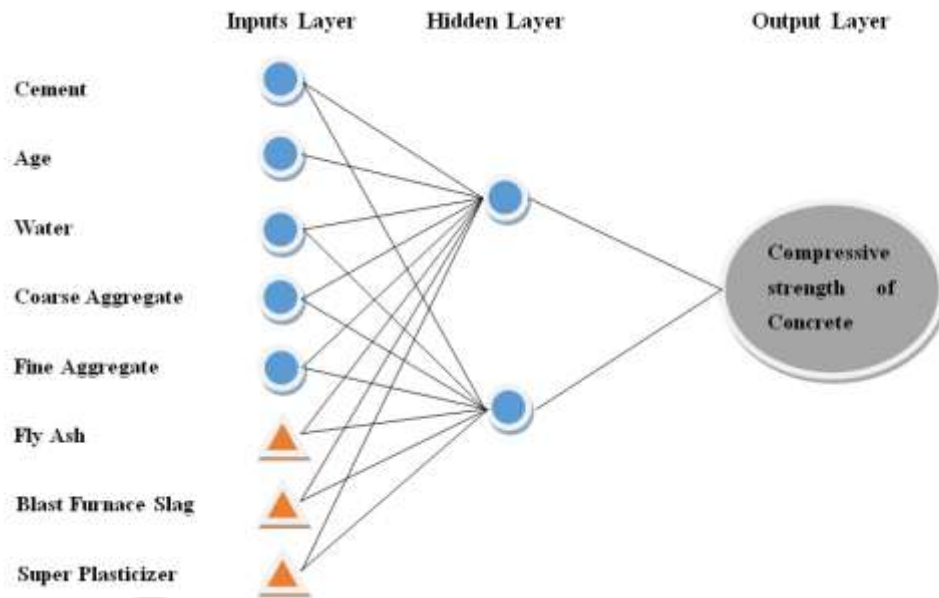 Inputs Layer
Hidden Layer
Output Layer
Cement
Age
Water
Coarse Aggregate
Fine Aggregate
Fly Ash
Blast Furnace Slag
Super Plasticizer
Compressive
strength of
Concrete